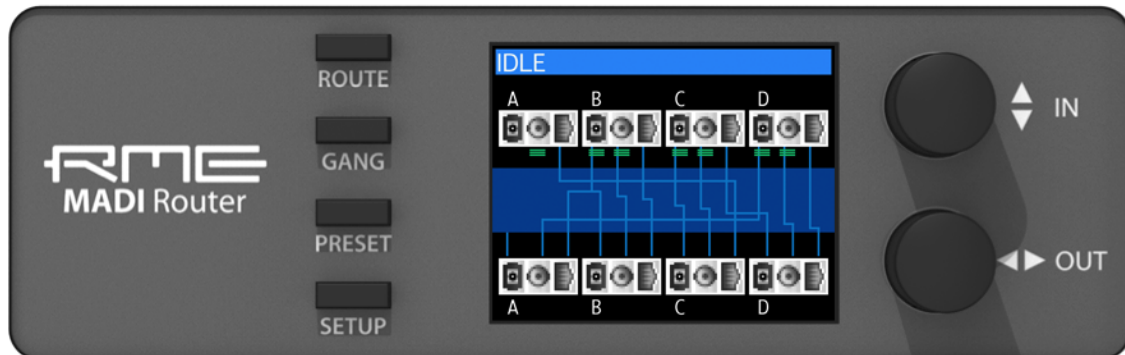 RME
MADI Router
ROUTE
GANG
PRESET
SETUP
IDLE
A B C D
A B C D
IN
OUT